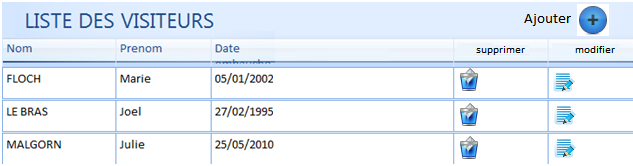 LISTE DES VISITEURS Ajouter
Nom Prenom Date supprimer modifier
FLOCH Marie 05/01/2002
LE BRAS Joel 27/02/1995
MALGORN Julie 25/05/2010